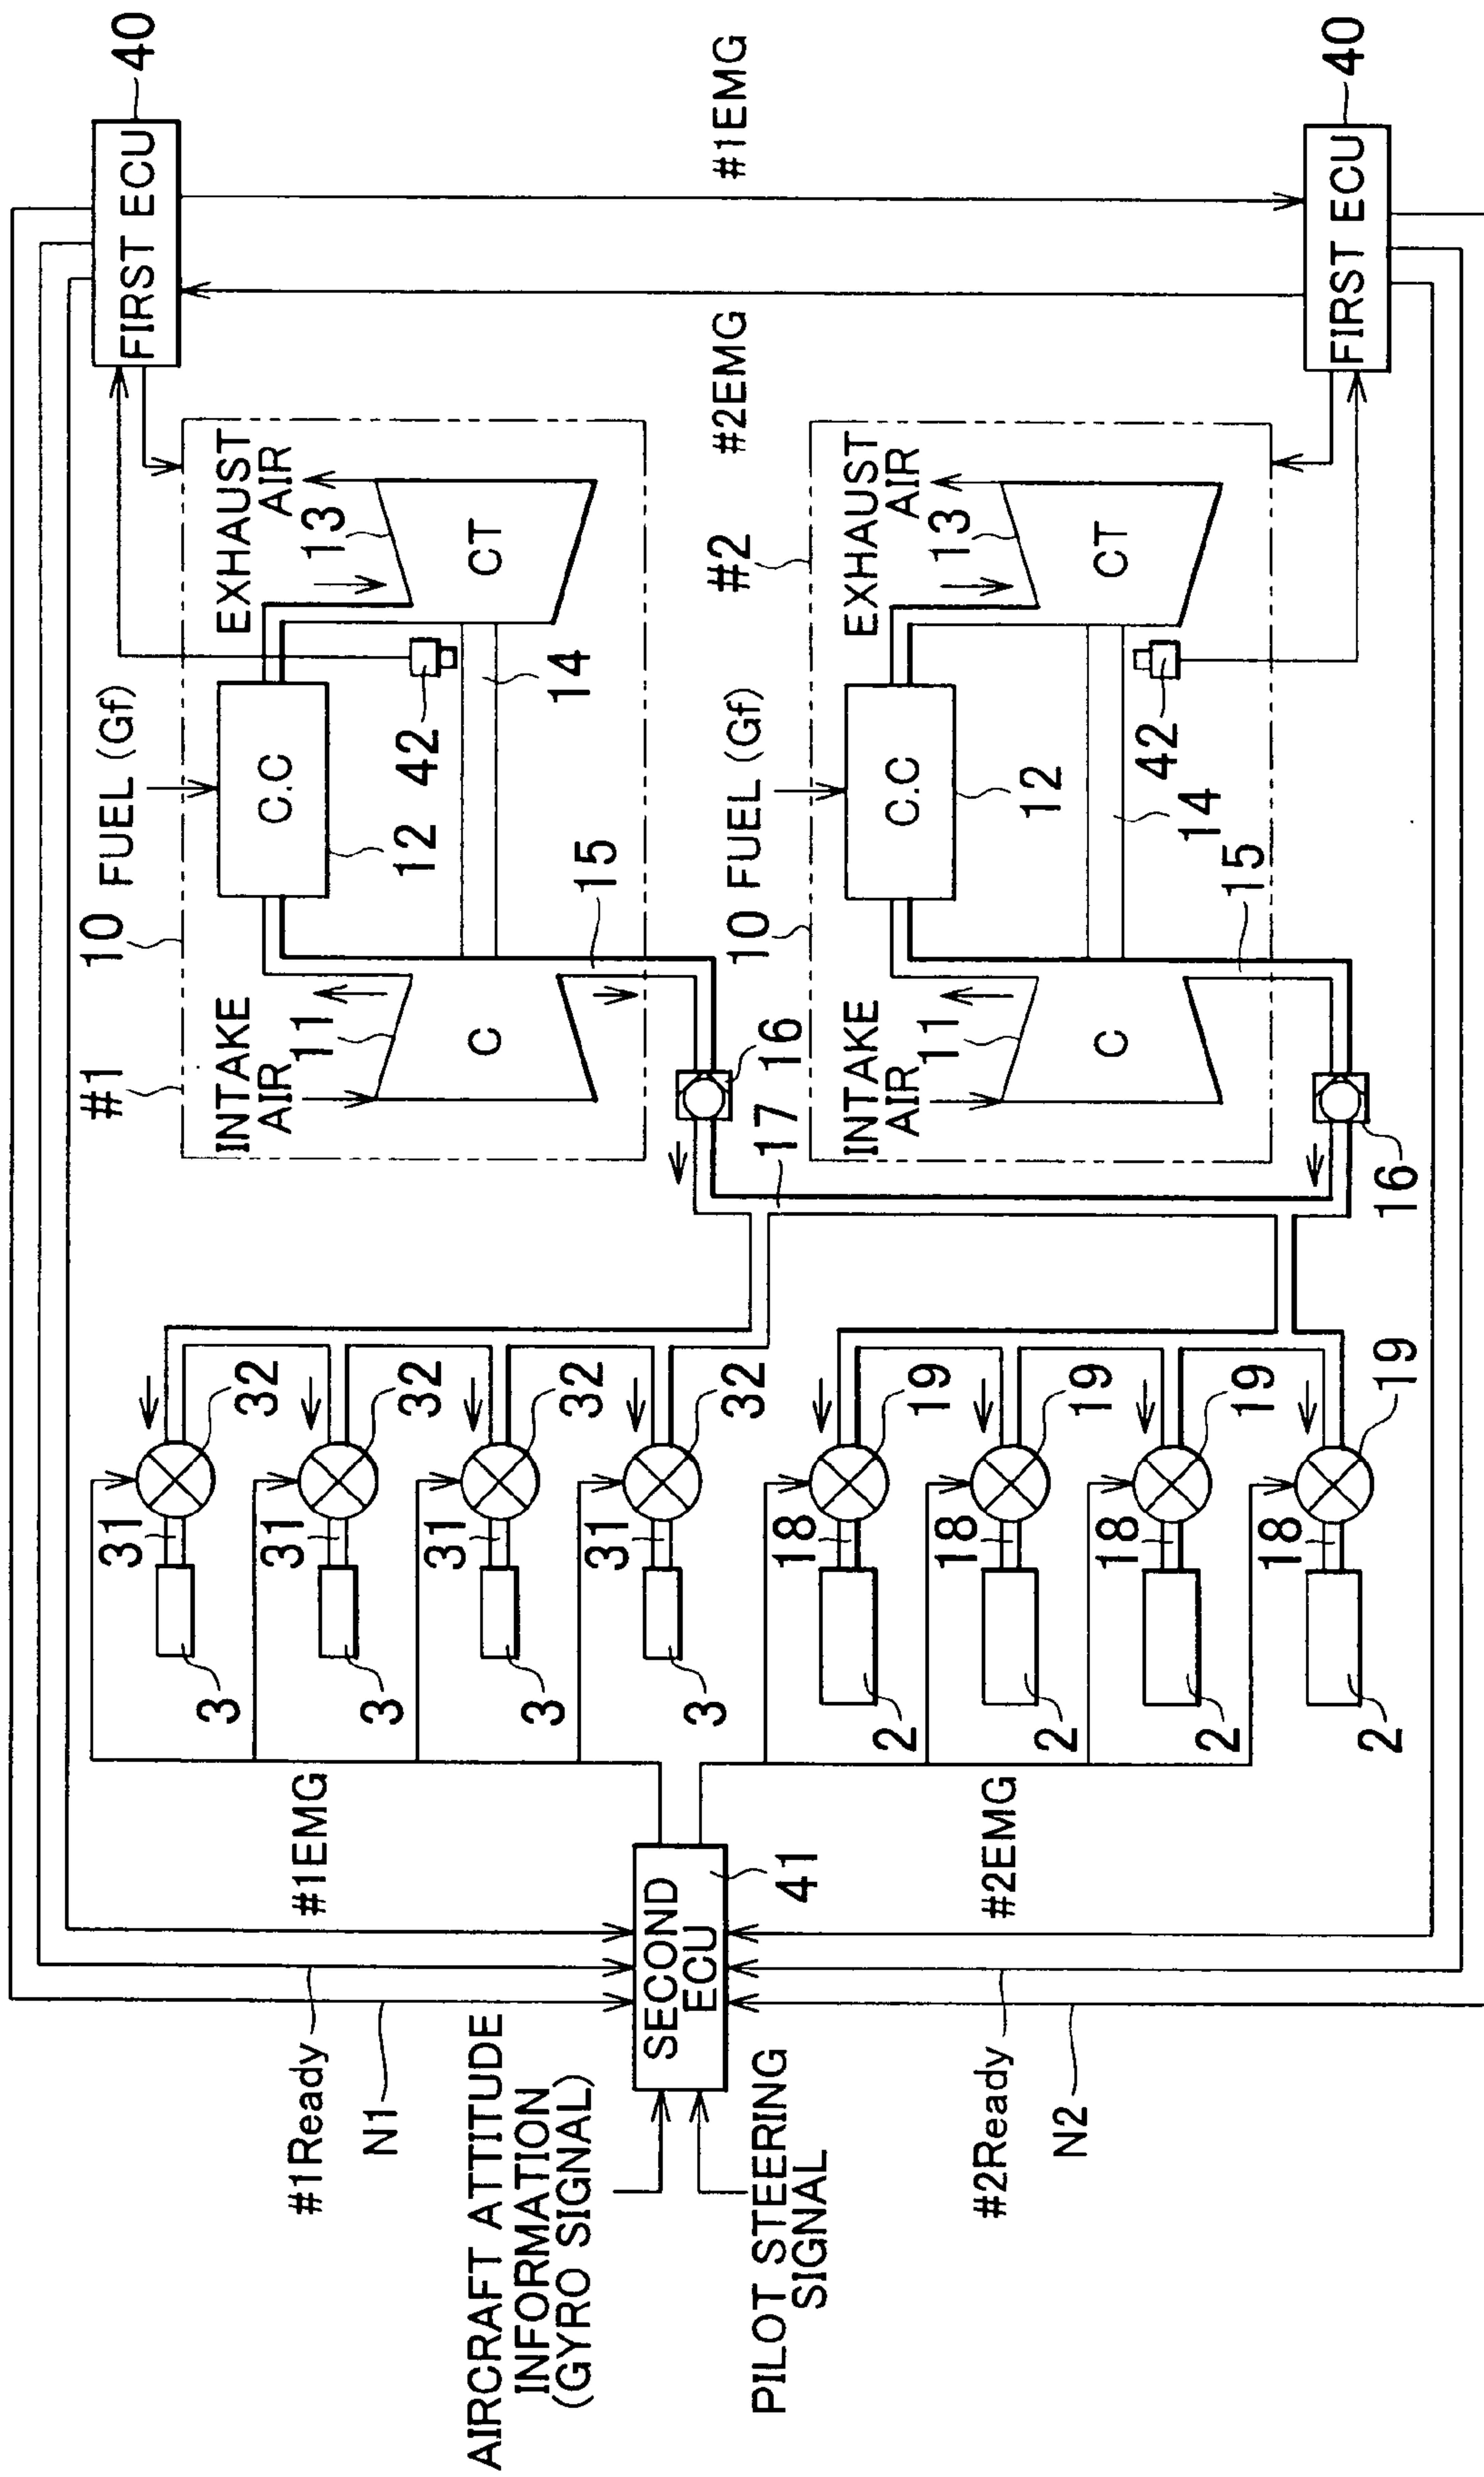 AIRCRAFT ATTITUDE
INFORMATION
(GYRO SIGNAL)
PILOT STEERING
SIGNAL
#1Ready
N1
#2Ready
N2
SECOND
ECU
41
#1EMG
#2EMG
3
3
3
3
2
2
2
2
31
31
31
31
18
18
18
18
32
32
32
32
19
19
19
19
#1
10
FUEL (Gf)
INTAKE
AIR
11
C
C.C
12
EXHAUST
AIR
13
CT
42
14
15
16
17
#2
10
FUEL (Gf)
INTAKE
AIR
11
C
C.C
12
EXHAUST
AIR
13
CT
42
14
15
16
FIRST ECU
40
#1EMG
#2EMG
FIRST ECU
40